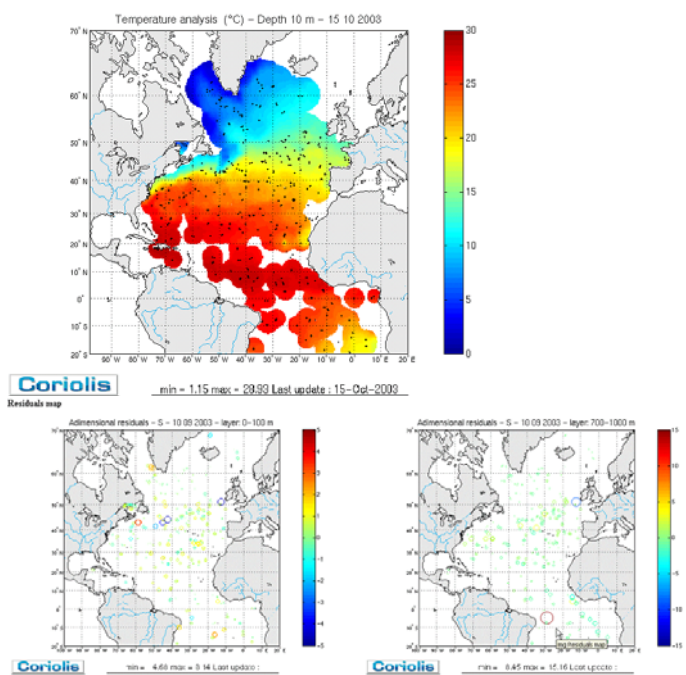 Temperature analysis (°C) – Depth 10 m – 15 10 2003
70° N
60° N
50° N
40° N
30° N
20° N
10° N
0°
10° S
20° S
90° W 80° W 70° W 60° W 50° W 40° W 30° W 20° W 10° W 0° 10° E 20° E
30
25
20
15
10
5
0
Coriolis
min = 1.15 max = 28.93 Last update : 15-Oct-2003
Residuals map
Adimensional residuals – S – 10 09 2003 – layer: 0-100 m
5
4
3
2
1
0
-1
-2
-3
-4
-5
Coriolis
Last update :
Adimensional residuals – S – 10 09 2003 – layer: 700-1000 m
15
10
5
0
-5
-10
-15
Residuals map
Coriolis